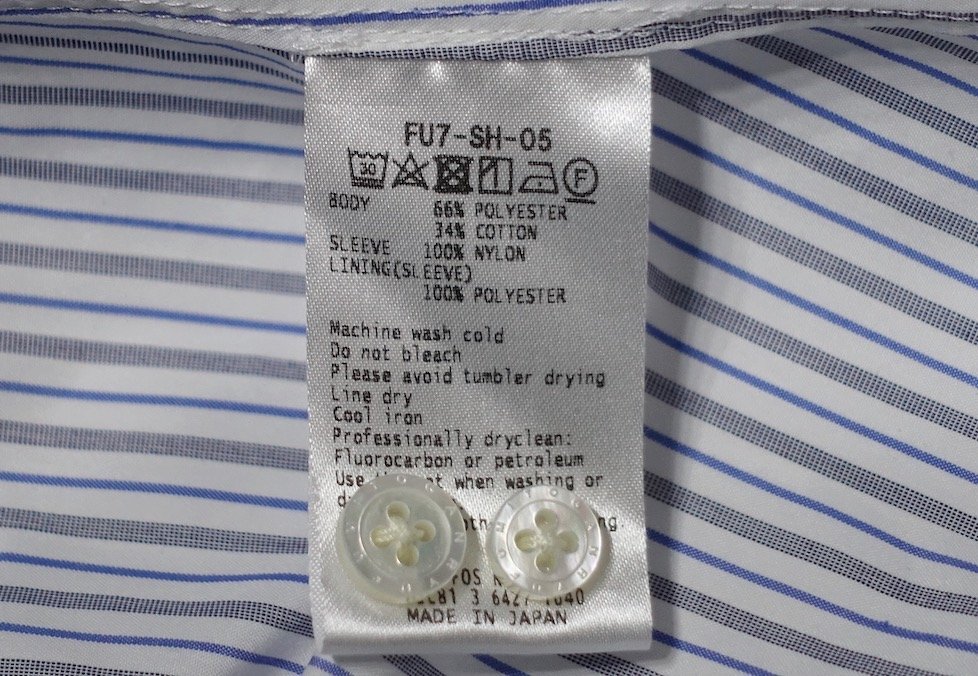 FU7-SH-05
30 F
BODY 66% POLYESTER
34% COTTON
SLEEVE 100% NYLON
LINING(SLEEVE)
100% POLYESTER
Machine wash cold
Do not bleach
Please avoid tumbler drying
Line dry
Cool iron
Professionally dryclean:
Fluorocarbon or petroleum
when washing or
MADE IN JAPAN